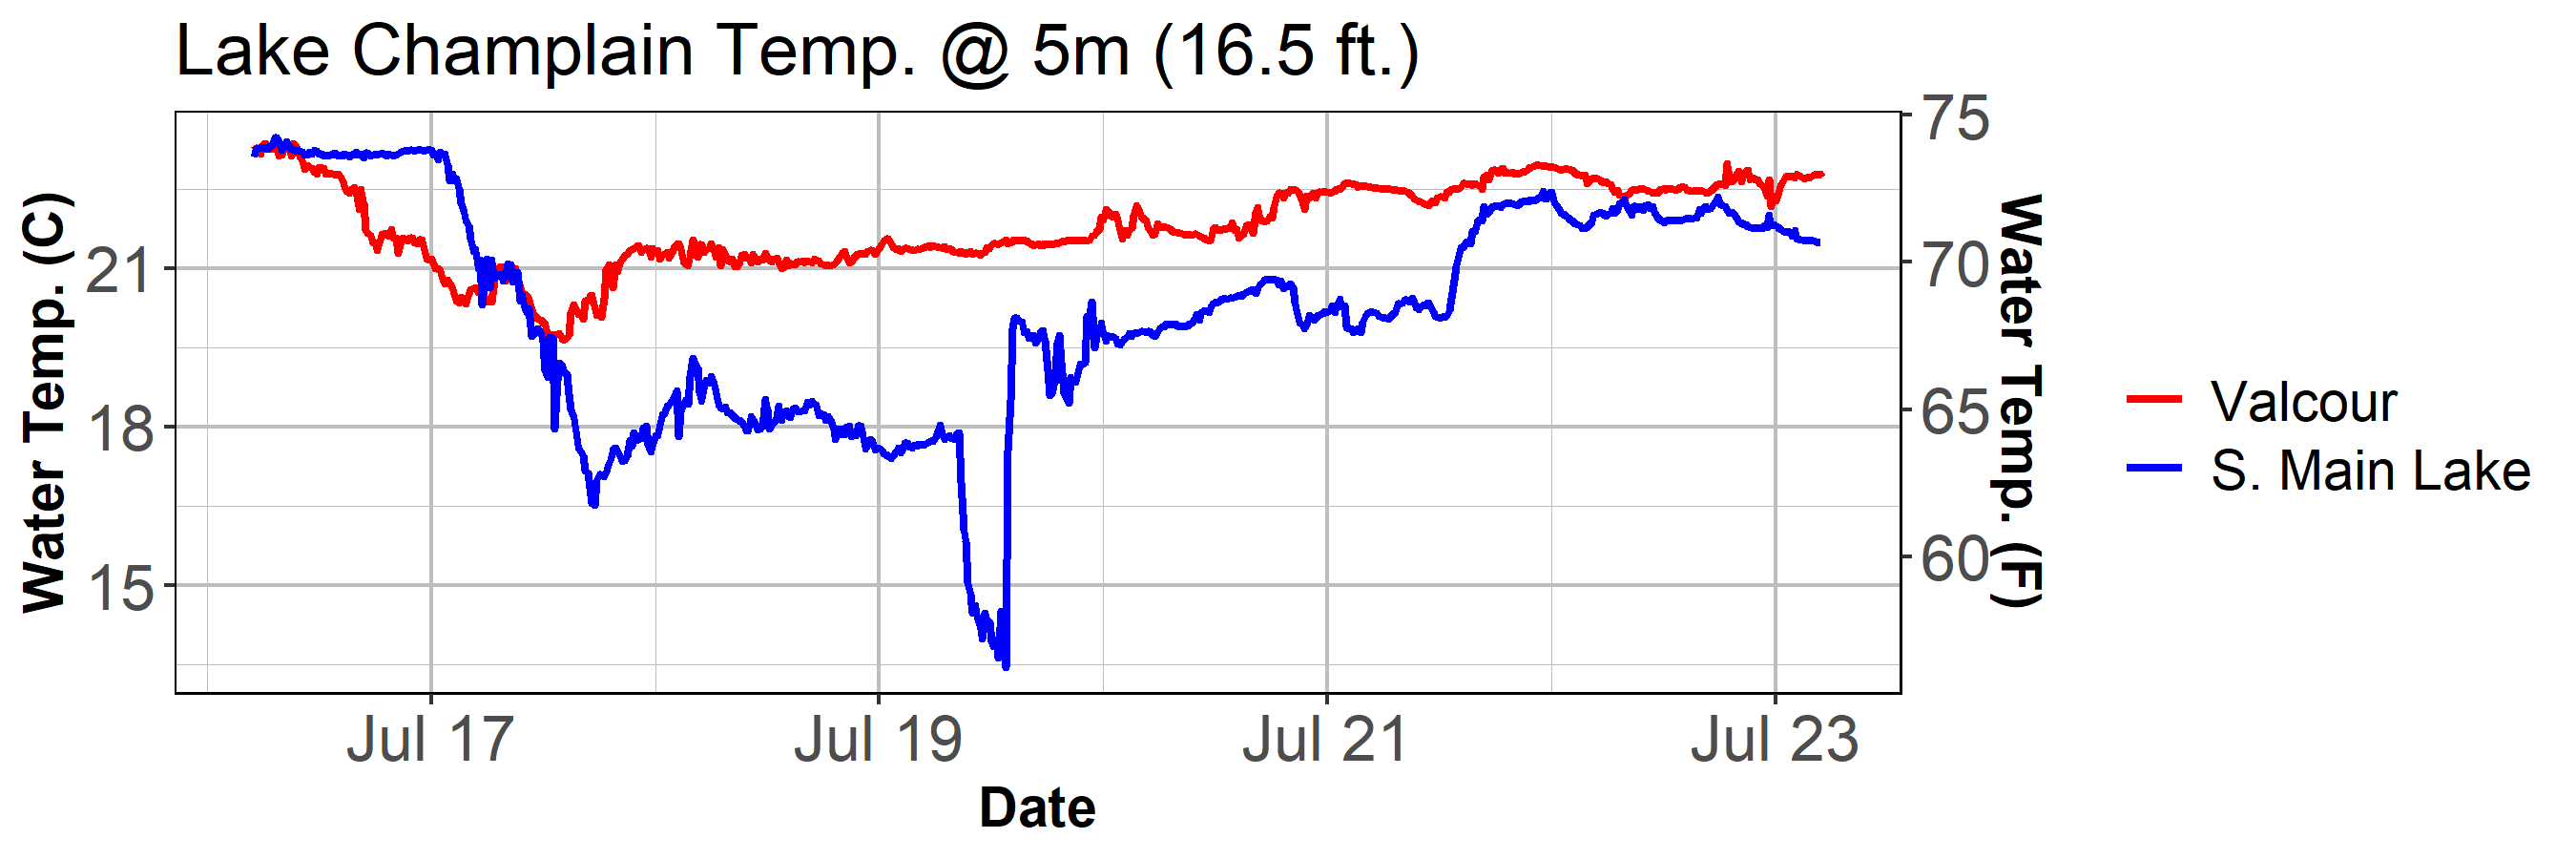 Lake Champlain Temp. @ 5m (16.5 ft.)
Water Temp. (C)
21
18
15
75
70
65
60
Water Temp. (F)
Valcour
S. Main Lake
Jul 17
Jul 19
Jul 21
Jul 23
Date